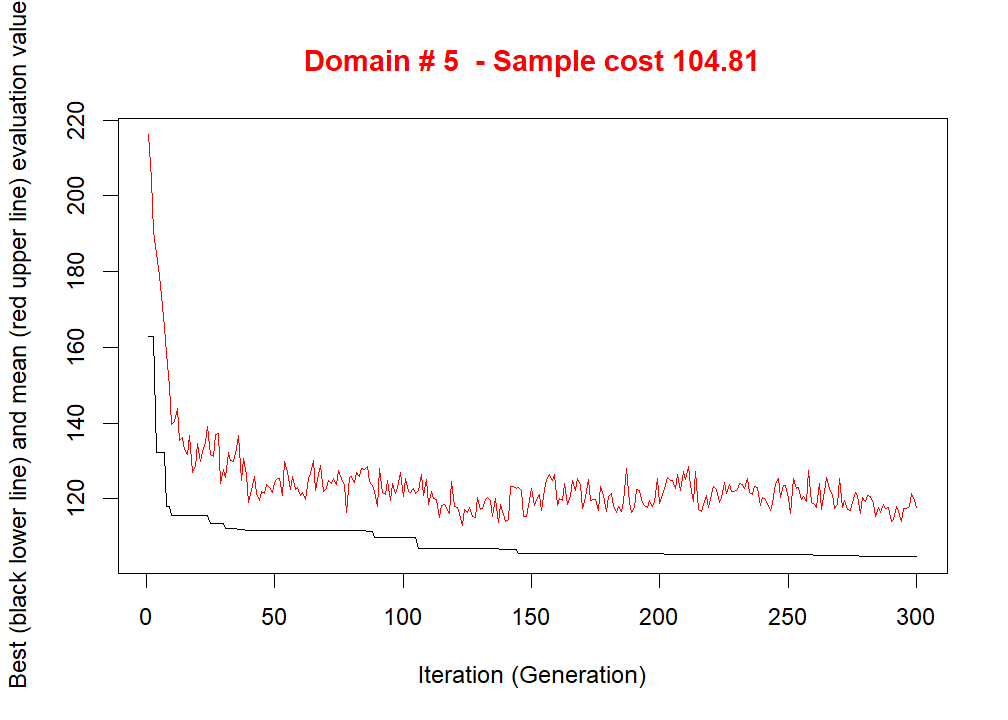 Domain # 5  - Sample cost 104.81
Best (black lower line) and mean (red upper line) evaluation value
220
200
180
160
140
120
0 50 100 150 200 250 300
Iteration (Generation)